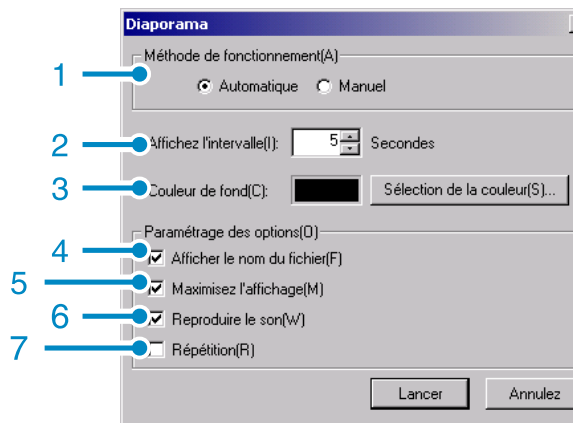 Diaporama
Méthode de fonctionnement(A)
1
Automatique Manuel
2 Affichez l'intervalle(I): 5 Secondes
3 Couleur de fond(C): Sélection de la couleur(S)...
Paramétrage des options(O)
4 Afficher le nom du fichier(F)
5 Maximisez l'affichage(M)
6 Reproduire le son(W)
7 Répétition(R)
Lancer Annulez